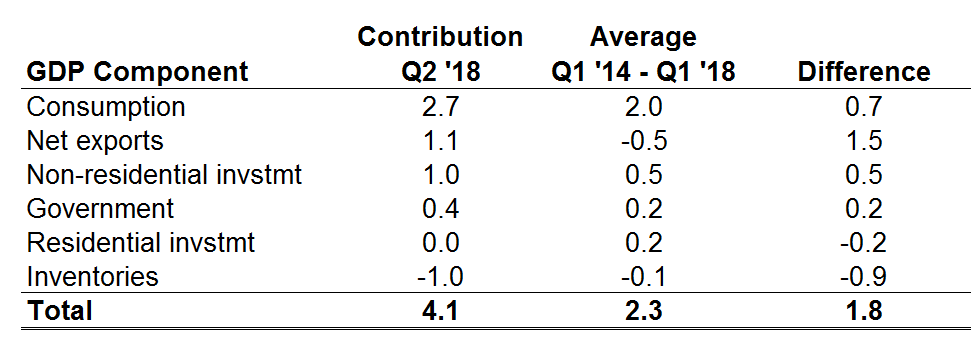 Contribution Average
GDP Component Q2 '18 Q1 '14 - Q1 '18 Difference
Consumption 2.7 2.0 0.7
Net exports 1.1 -0.5 1.5
Non-residential invstmt 1.0 0.5 0.5
Government 0.4 0.2 0.2
Residential invstmt 0.0 0.2 -0.2
Inventories -1.0 -0.1 -0.9
Total 4.1 2.3 1.8